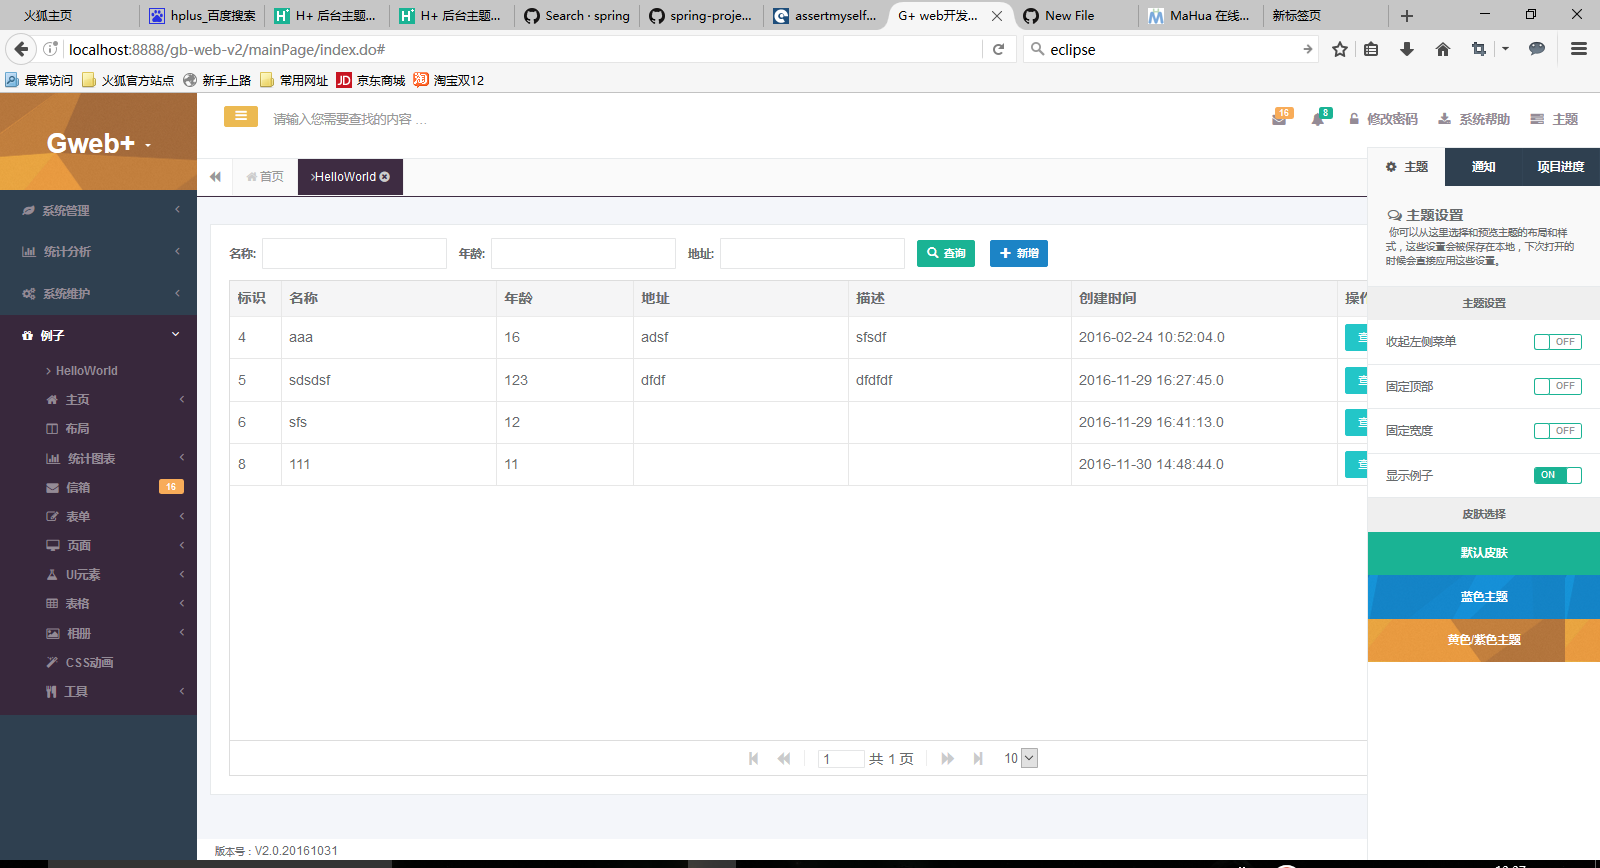 火狐主页
hplus_百度搜索
H+ 后台主题...
H+ 后台主题...
Search · spring
spring-proje...
assertmyself...
G+ web开发...
New File
MaHua 在线...
新标签页
localhost:8888/gb-web-v2/mainPage/index.do#
eclipse
最常访问
火狐官方站点
新手上路
常用网址
JD 京东商城
淘 淘宝双12
Gweb+
请输入您需要查找的内容 …
16
8
修改密码
系统帮助
主题
首页
>HelloWorld
系统管理
统计分析
系统维护
例子
HelloWorld
主页
布局
统计图表
信箱 16
表单
页面
UI元素
表格
相册
CSS动画
工具
名称:
年龄:
地址:
查询
新增
标识 名称 年龄 地址 描述 创建时间
4 aaa 16 adsf sfsdf 2016-02-24 10:52:04.0
5 sdsdsf 123 dfdf dfdfdf 2016-11-29 16:27:45.0
6 sfs 12 2016-11-29 16:41:13.0
8 111 11 2016-11-30 14:48:44.0
1 共 1 页 10
版本号：V2.0.20161031
主题 通知 项目进度
主题设置
你可以从这里选择和预览主题的布局和样
式，这些设置会被保存在本地，下次打开的
时候会直接应用这些设置。
主题设置
收起左侧菜单 OFF
固定顶部 OFF
固定宽度 OFF
显示例子 ON
皮肤选择
默认皮肤
蓝色主题
黄色/紫色主题